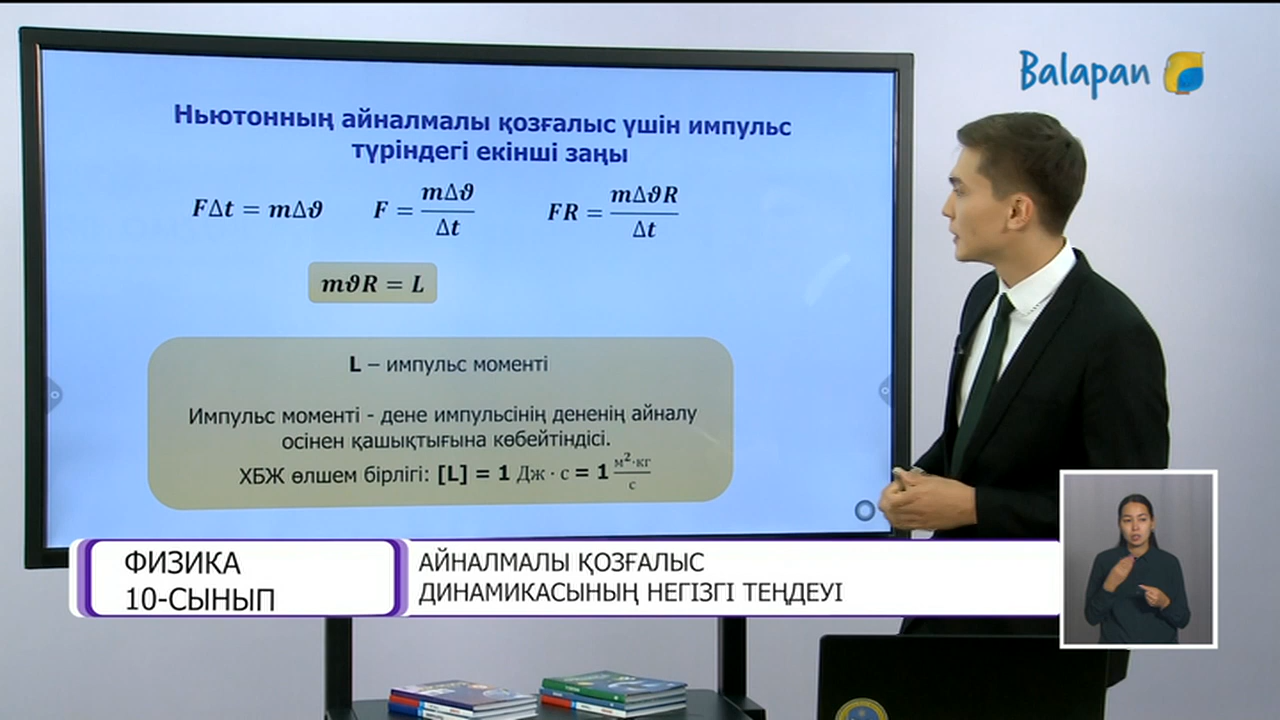 Balapan
Ньютонның айналмалы қозғалыс үшін импульс
түріндегі екінші заңы
FΔt = mΔϑ F = mΔϑ/Δt FR = mΔϑR/Δt
mϑR = L
L – импульс моменті
Импульс моменті - дене импульсінің дененің айналу
осінен қашықтығына көбейтіндісі.
ХБЖ өлшем бірлігі: [L] = 1 Дж · с = 1 м²·кг/с
ФИЗИКА
10-СЫНЫП
АЙНАЛМАЛЫ ҚОЗҒАЛЫС
ДИНАМИКАСЫНЫҢ НЕГІЗГІ ТЕҢДЕУІ